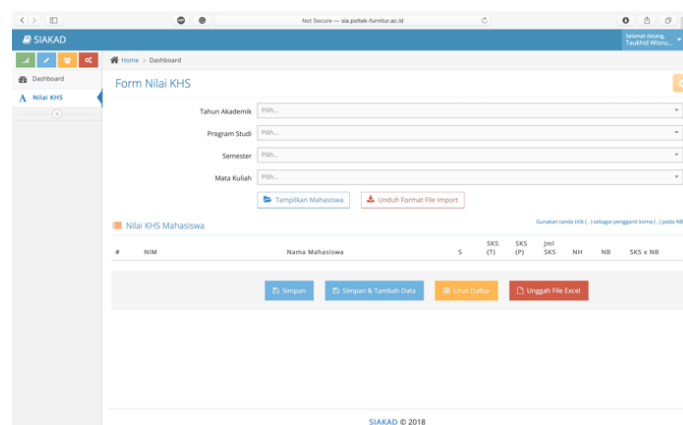 Not Secure — sia.poltek-furnitur.ac.id
SIAKAD
Selamat datang,
Taukhid Wisnu...
Home › Dashboard
Dashboard
Nilai KHS
Form Nilai KHS
Tahun Akademik Pilih...
Program Studi Pilih...
Semester Pilih...
Mata Kuliah Pilih...
Tampilkan Mahasiswa Unduh Format File Import
Nilai KHS Mahasiswa
Gunakan tanda titik ( . ) sebagai pengganti koma ( , ) pada NB
# NIM Nama Mahasiswa S SKS (T) SKS (P) Jml SKS NH NB SKS x NB
Simpan Simpan & Tambah Data Lihat Daftar Unggah File Excel
SIAKAD © 2018